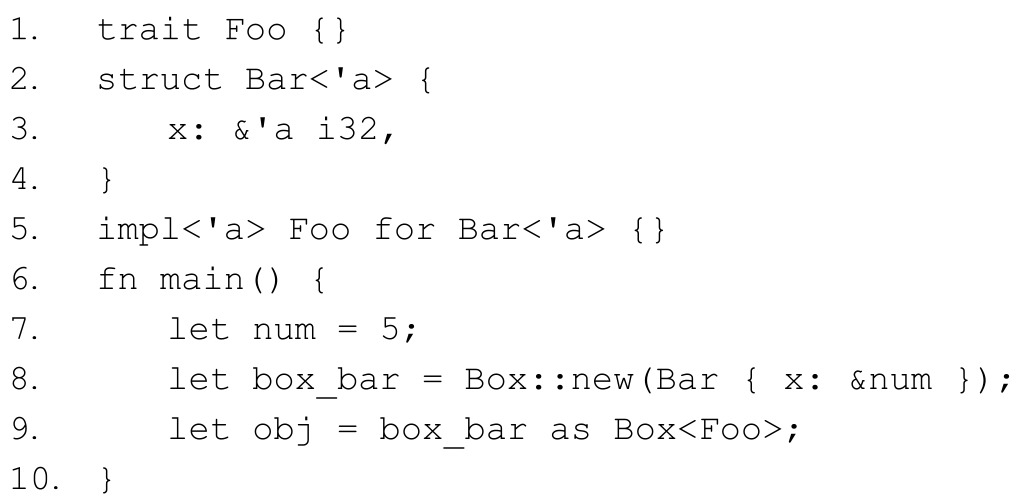 1. trait Foo {}
2. struct Bar<'a> {
3. x: &'a i32,
4. }
5. impl<'a> Foo for Bar<'a> {}
6. fn main() {
7. let num = 5;
8. let box_bar = Box::new(Bar { x: &num });
9. let obj = box_bar as Box<Foo>;
10. }